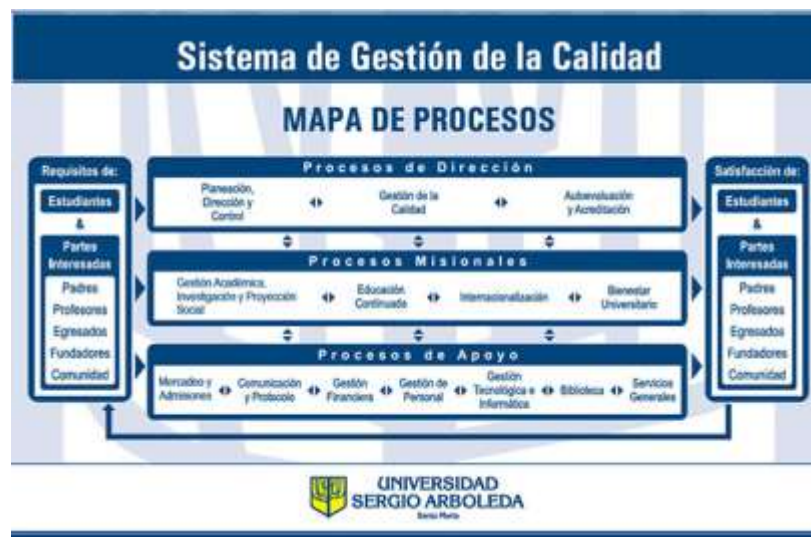 Sistema de Gestión de la Calidad
MAPA DE PROCESOS
Requisitos de:
Estudiantes
&
Partes
Interesadas
Padres
Profesores
Egresados
Fundadores
Comunidad
Procesos de Dirección
Planeación,
Dirección y
Control
Gestión de la
Calidad
Autoevaluación
y Acreditación
Procesos Misionales
Gestión Académica,
Investigación y Proyección
Social
Educación
Continuada
Internacionalización
Bienestar
Universitario
Procesos de Apoyo
Mercadeo y
Admisiones
Comunicación
y Protocolo
Gestión
Financiera
Gestión de
Personal
Gestión
Tecnológica e
Informática
Biblioteca
Servicios
Generales
Satisfacción de:
Estudiantes
&
Partes
Interesadas
Padres
Profesores
Egresados
Fundadores
Comunidad
UNIVERSIDAD
SERGIO ARBOLEDA
Santa Marta